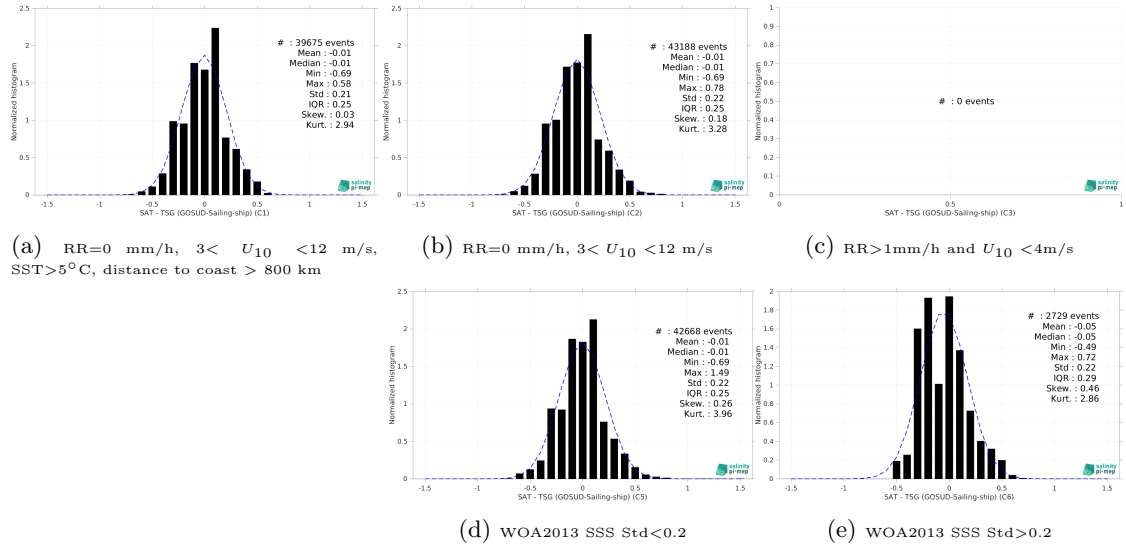 2.5
2
1.5
1
0.5
0
Normalized histogram
# : 39675 events
Mean : -0.01
Median : -0.01
Min : -0.69
Max : 0.58
Std : 0.21
IQR : 0.25
Skew. : 0.03
Kurt. : 2.94
salinity
pi-mep
-1.5 -1 -0.5 0 0.5 1 1.5
SAT - TSG (GOSUD-Sailing-ship) (C1)
(a) RR=0 mm/h, 3< U10 <12 m/s,
SST>5°C, distance to coast > 800 km
2.5
2
1.5
1
0.5
0
Normalized histogram
# : 43188 events
Mean : -0.01
Median : -0.01
Min : -0.69
Max : 0.78
Std : 0.22
IQR : 0.25
Skew. : 0.18
Kurt. : 3.28
salinity
pi-mep
-1.5 -1 -0.5 0 0.5 1 1.5
SAT - TSG (GOSUD-Sailing-ship) (C2)
(b) RR=0 mm/h, 3< U10 <12 m/s
1
0.9
0.8
0.7
0.6
0.5
0.4
0.3
0.2
0.1
0
Normalized histogram
# : 0 events
salinity
pi-mep
0 0.5 1
SAT - TSG (GOSUD-Sailing-ship) (C3)
(c) RR>1mm/h and U10 <4m/s
2.5
2
1.5
1
0.5
0
Normalized histogram
# : 42668 events
Mean : -0.01
Median : -0.01
Min : -0.69
Max : 1.49
Std : 0.22
IQR : 0.25
Skew. : 0.26
Kurt. : 3.96
salinity
pi-mep
-1.5 -1 -0.5 0 0.5 1 1.5
SAT - TSG (GOSUD-Sailing-ship) (C5)
(d) WOA2013 SSS Std<0.2
2
1.8
1.6
1.4
1.2
1
0.8
0.6
0.4
0.2
0
Normalized histogram
# : 2729 events
Mean : -0.05
Median : -0.05
Min : -0.49
Max : 0.72
Std : 0.22
IQR : 0.29
Skew. : 0.46
Kurt. : 2.86
salinity
pi-mep
-1.5 -1 -0.5 0 0.5 1 1.5
SAT - TSG (GOSUD-Sailing-ship) (C6)
(e) WOA2013 SSS Std>0.2